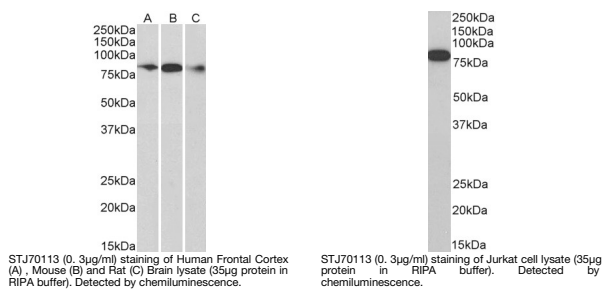 A B C
250kDa
150kDa
100kDa
75kDa
50kDa
37kDa
25kDa
20kDa
15kDa
STJ70113 (0. 3µg/ml) staining of Human Frontal Cortex
(A) , Mouse (B) and Rat (C) Brain lysate (35µg protein in
RIPA buffer). Detected by chemiluminescence.
250kDa
150kDa
100kDa
75kDa
50kDa
37kDa
25kDa
20kDa
15kDa
STJ70113 (0. 3µg/ml) staining of Jurkat cell lysate (35µg
protein in RIPA buffer). Detected by
chemiluminescence.